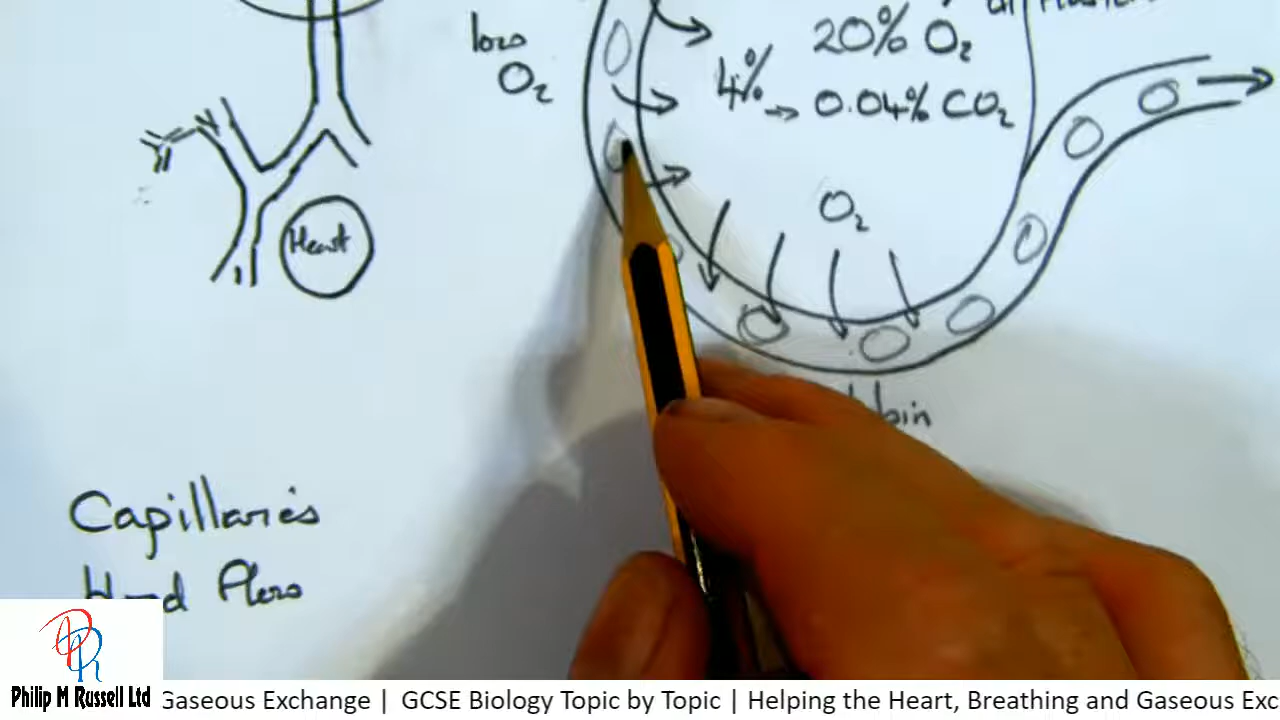 low
O₂
20% O₂
4%
→ 0.04% CO₂
O₂
Heart
Capillaries
Philip M Russell Ltd
Gaseous Exchange | GCSE Biology Topic by Topic | Helping the Heart, Breathing and Gaseous Exc